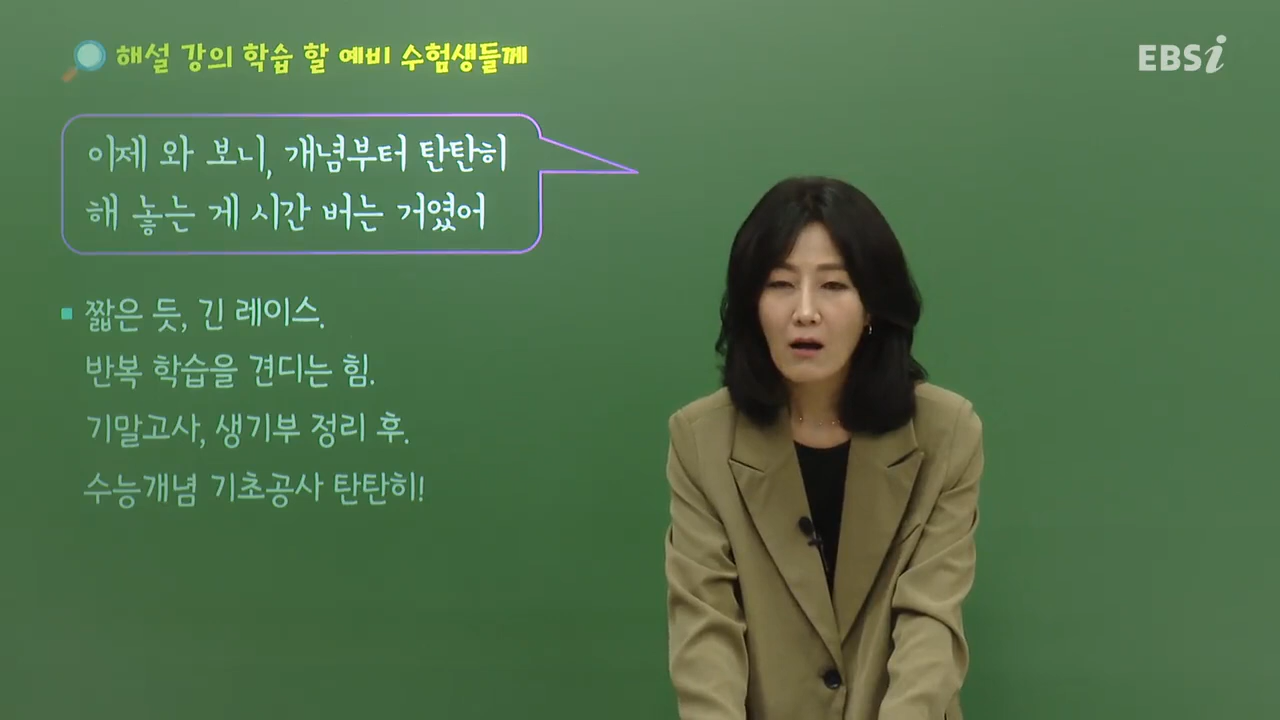 해설 강의 학습 할 예비 수험생들께
EBSi
이제 와 보니, 개념부터 탄탄히
해 놓는 게 시간 버는 거였어
짧은 듯, 긴 레이스.
반복 학습을 견디는 힘.
기말고사, 생기부 정리 후.
수능개념 기초공사 탄탄히!